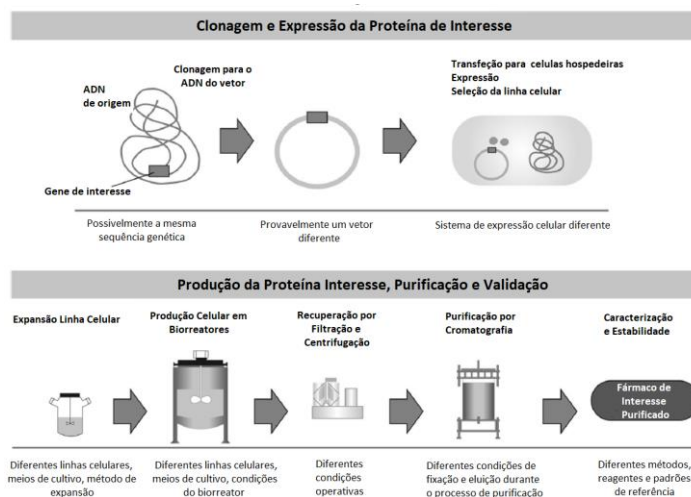 Clonagem e Expressão da Proteína de Interesse
ADN
de origem
Clonagem para o
ADN do vetor
Transfeção para celulas hospedeiras
Expressão
Seleção da linha celular
Gene de interesse
Possivelmente a mesma
sequência genética
Provavelmente um vetor
diferente
Sistema de expressão celular diferente
Produção da Proteína Interesse, Purificação e Validação
Expansão Linha Celular
Produção Celular em
Biorreatores
Recuperação por
Filtração e
Centrifugação
Purificação por
Cromatografia
Caracterização
e Estabilidade
Fármaco de
Interesse
Purificado
Diferentes linhas celulares,
meios de cultivo, método de
expansão
Diferentes linhas celulares,
meios de cultivo, condições
do biorreator
Diferentes
condições
operativas
Diferentes condições de
fixação e eluição durante
o processo de purificação
Diferentes métodos,
reagentes e padrões
de referência